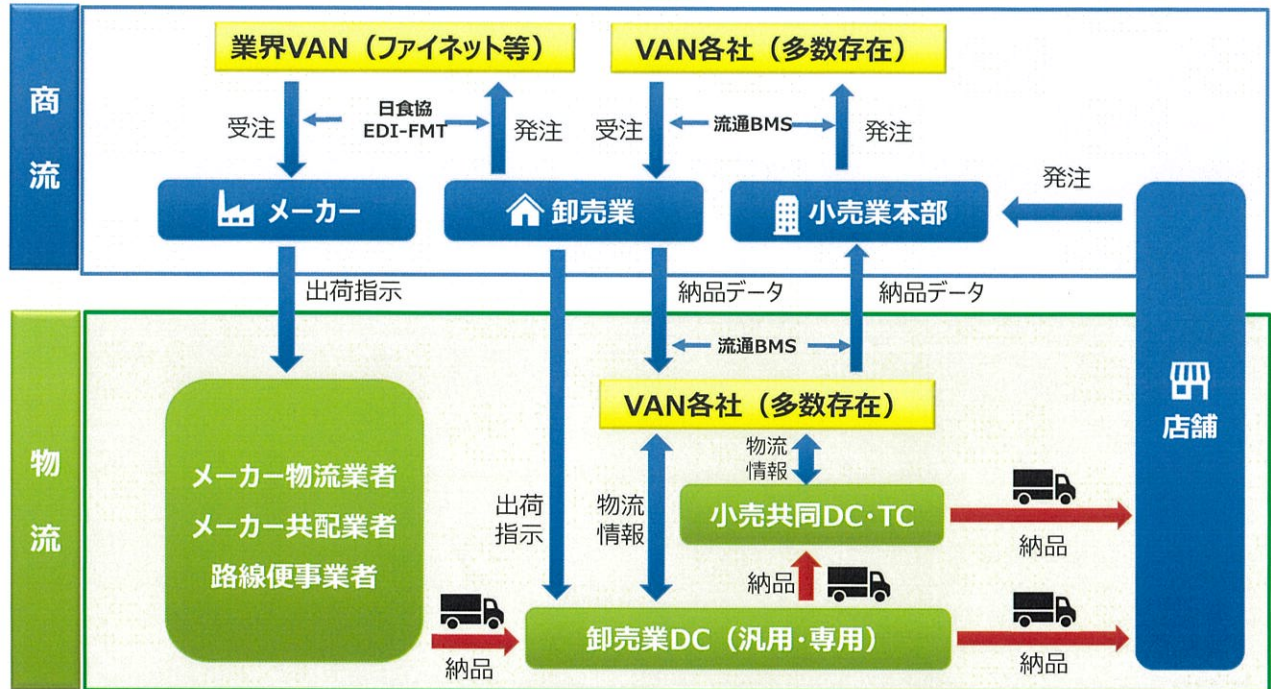 商流
業界VAN（ファイネット等）
VAN各社（多数存在）
受注
日食協
EDI-FMT
発注
受注
流通BMS
発注
メーカー
卸売業
小売業本部
発注
出荷指示
納品データ
納品データ
物流
流通BMS
VAN各社（多数存在）
店舗
メーカー物流業者
メーカー共配業者
路線便事業者
出荷
指示
物流
情報
物流
情報
小売共同DC・TC
納品
納品
卸売業DC（汎用・専用）
納品
納品